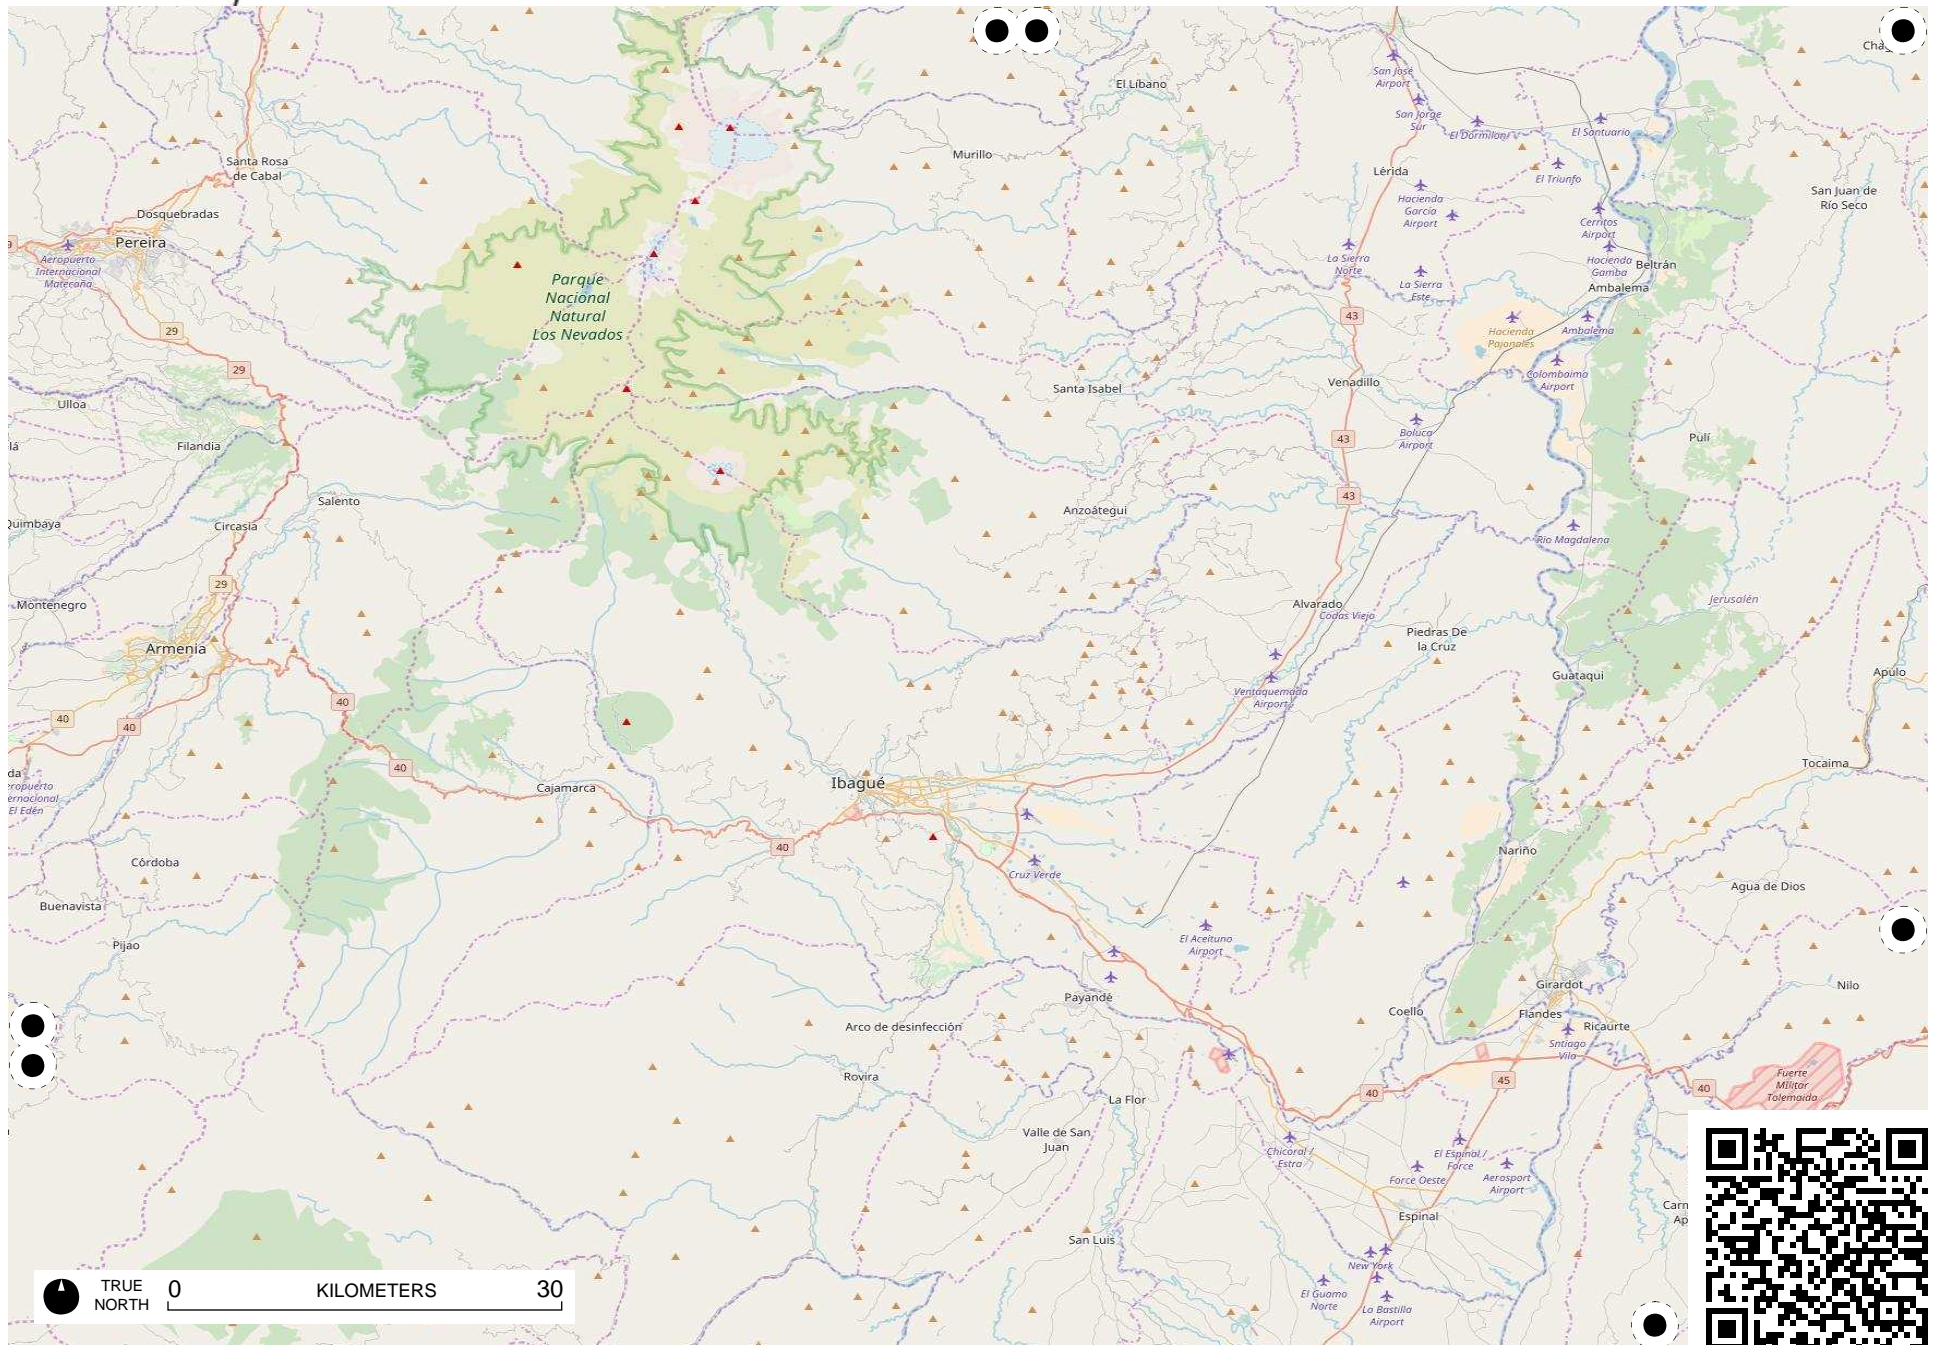 San José
Airport
El Líbano
San Jorge
Sur
El Dormilon
El Santuario
Murillo
Santa Rosa
de Cabal
Lérida
El Triunfo
San Juan de
Río Seco
Hacienda
García
Airport
Dosquebradas
Cerritos
Airport
Pereira
Aeropuerto
Internacional
Matecaña
La Sierra
Norte
Hacienda
Gamba
Beltrán
La Sierra
Este
Ambalema
Parque
Nacional
Natural
Los Nevados
43
Hacienda
Pajonales
Ambalema
29
29
Colombaima
Airport
Santa Isabel
Venadillo
Ulloa
Boluca
Airport
43
Pulí
Filandia
Salento
43
Anzoátegui
Quimbaya
Circasia
Rio Magdalena
29
Montenegro
Alvarado
Codas Viejo
Jerusalén
Piedras De
la Cruz
Armenia
Guataqui
Apulo
Ventaquemada
Airport
40
40
40
40
Tocaima
Cajamarca
Ibagué
El Edén
40
Nariño
Córdoba
Cruz Verde
Agua de Dios
Buenavista
Pijao
El Aceituno
Airport
Payandé
Girardot
Nilo
Coello
Flandes
Ricaurte
Arco de desinfección
Sntiago
Vila
Rovira
40
45
40
Fuerte
Militar
Tolemaida
La Flor
Valle de San
Juan
Chicoral /
Estra
El Espinal /
Force
Force Oeste
Aerosport
Airport
Espinal
San Luis
New York
El Guamo
Norte
La Bastilla
Airport
TRUE
NORTH
0
KILOMETERS
30